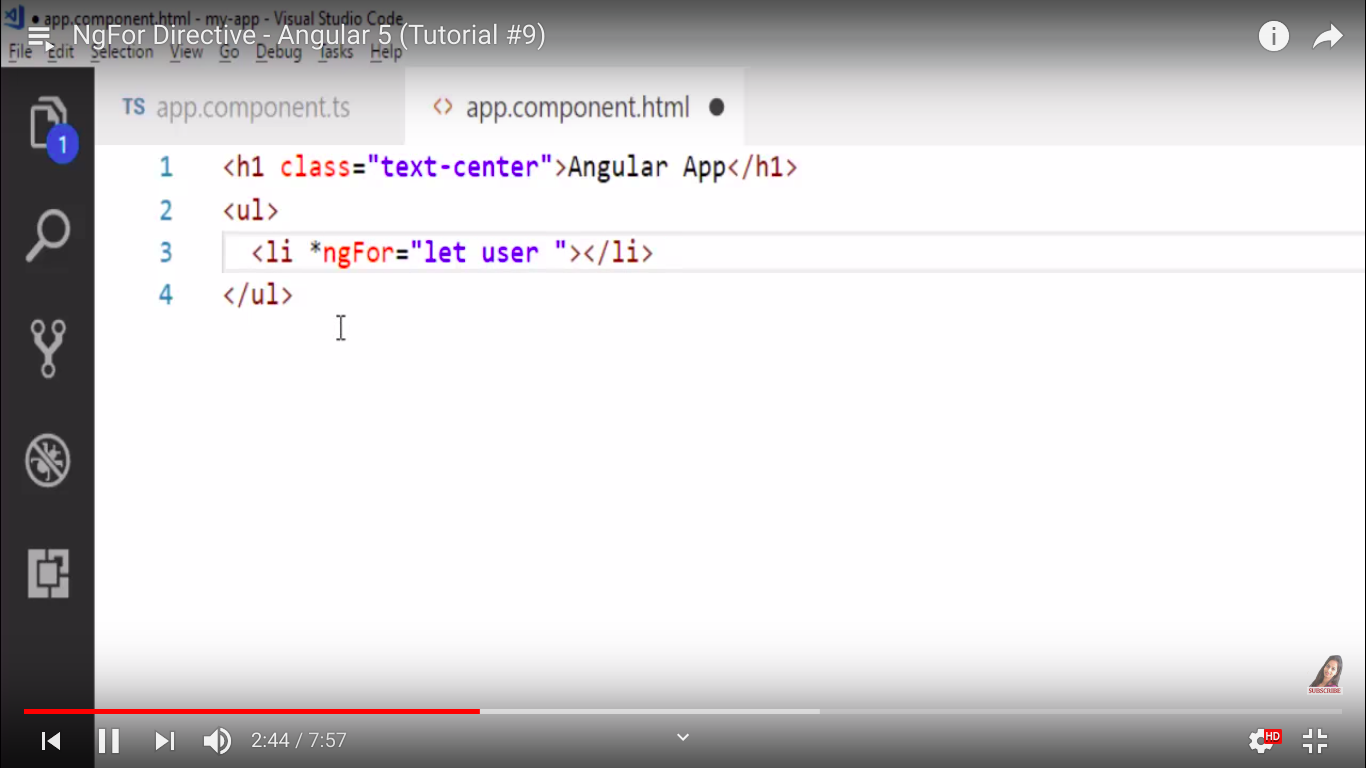 app.component.html - my-app - Visual Studio Code
NgFor Directive - Angular 5 (Tutorial #9)
File Edit Selection View Go Debug Tasks Help
TS app.component.ts
<> app.component.html ●
1
1 <h1 class="text-center">Angular App</h1>
2 <ul>
3 <li *ngFor="let user "></li>
4 </ul>
SUBSCRIBE
2:44 / 7:57
HD